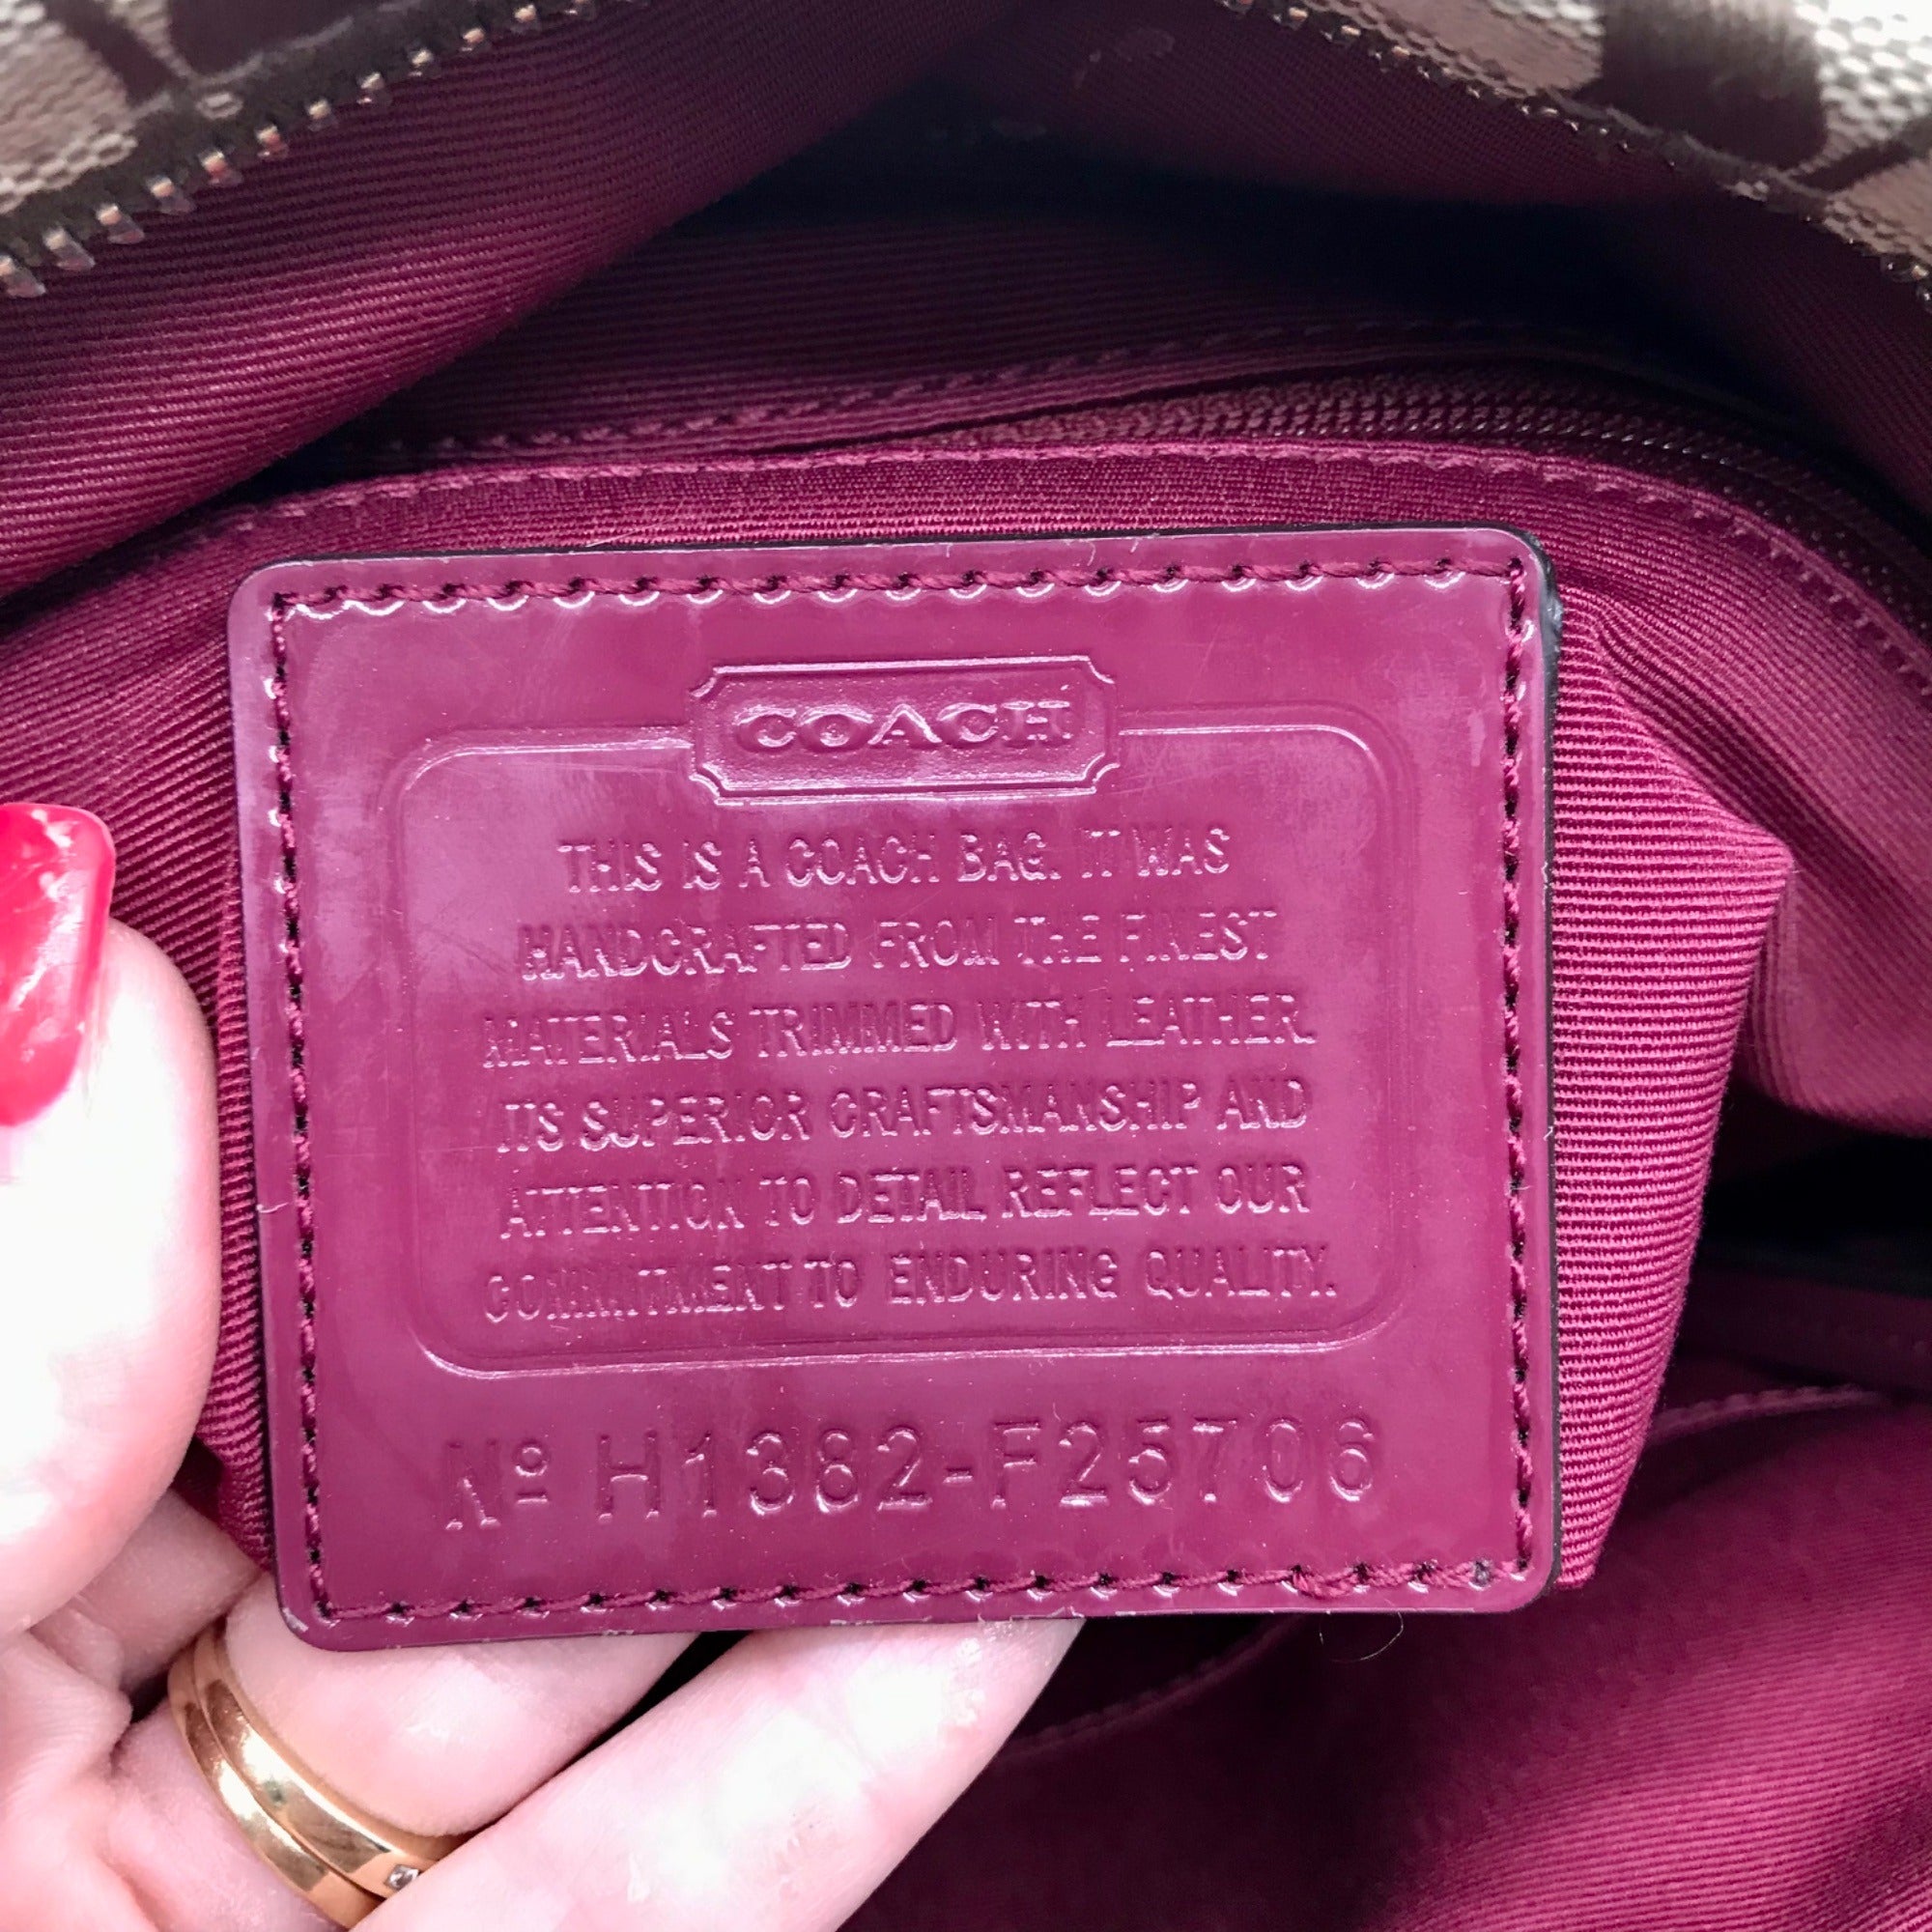 COACH
THIS IS A COACH BAG. IT WAS
HANDCRAFTED FROM THE FINEST
MATERIALS TRIMMED WITH LEATHER.
ITS SUPERIOR CRAFTSMANSHIP AND
ATTENTION TO DETAIL REFLECT OUR
COMMITMENT TO ENDURING QUALITY.
Nº H1382-F25706